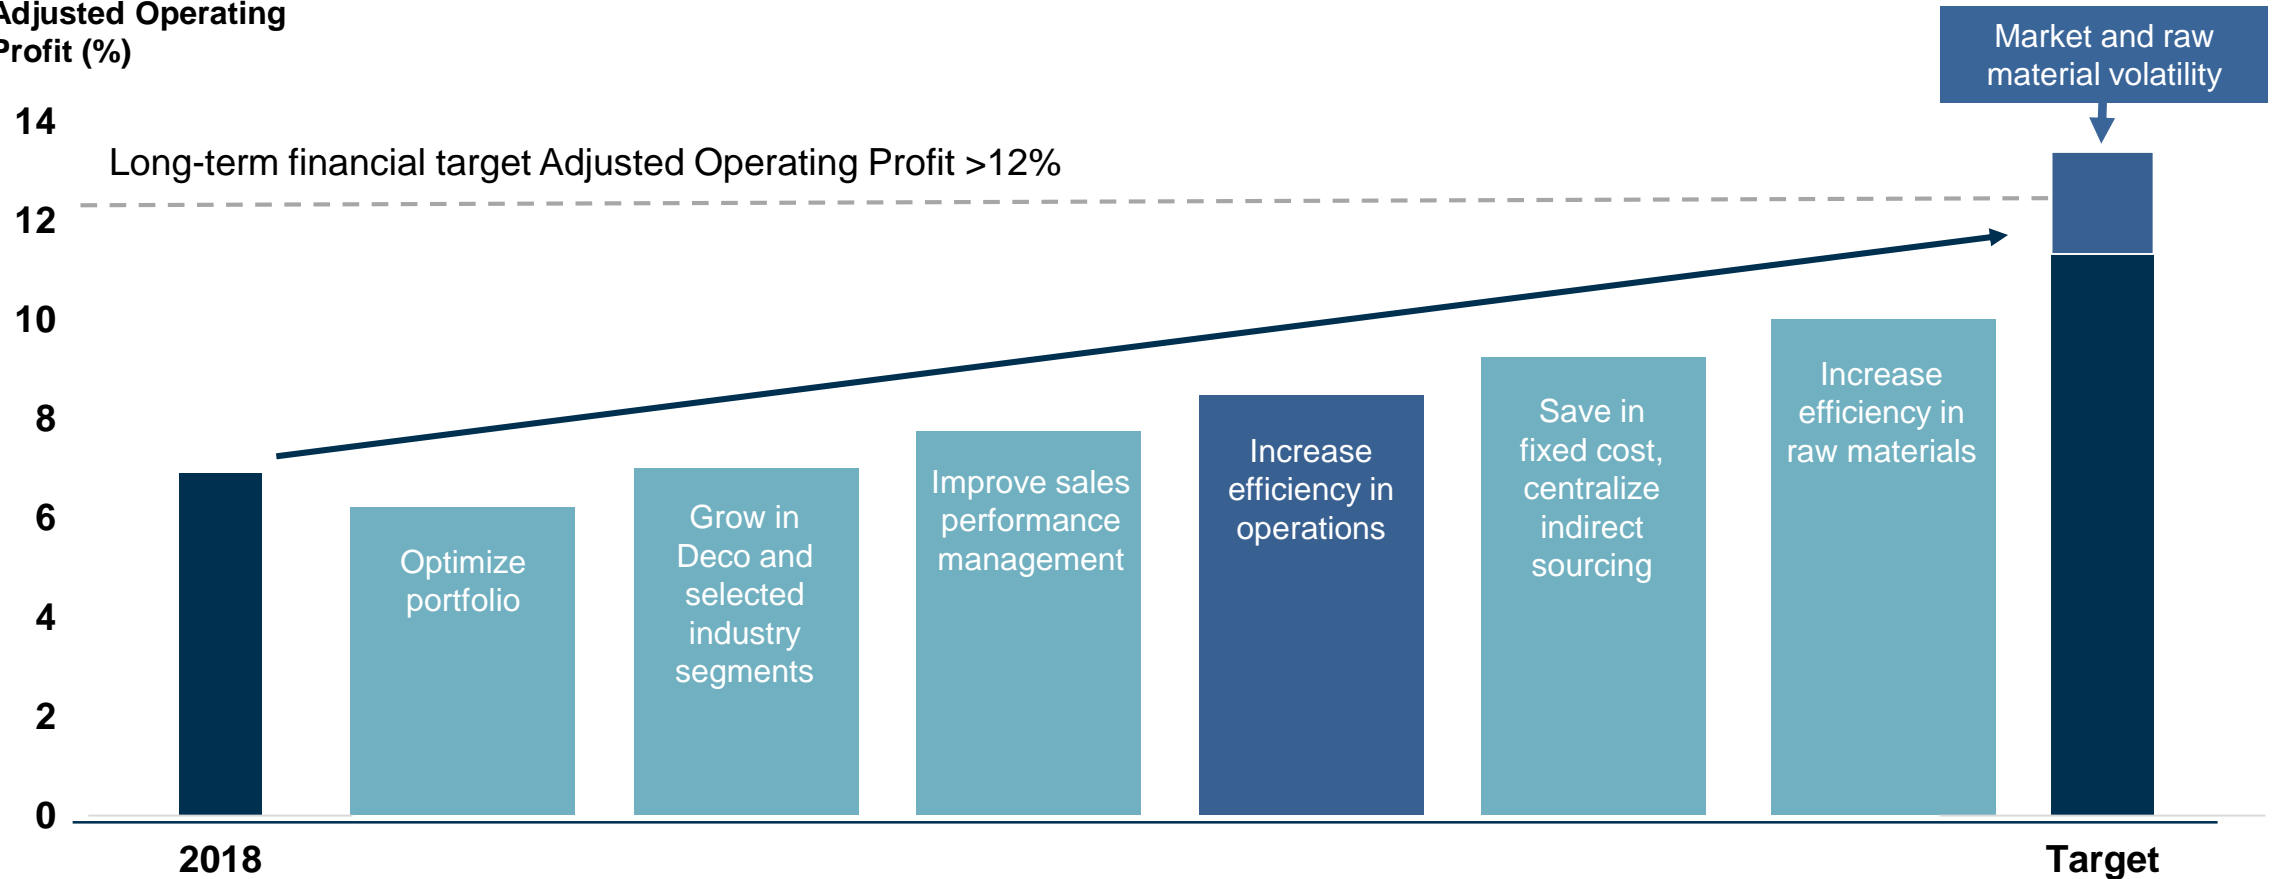 Adjusted Operating
Profit (%)
Market and raw
material volatility
14
Long-term financial target Adjusted Operating Profit >12%
12
10
8
6
4
2
0
Optimize
portfolio
Grow in
Deco and
selected
industry
segments
Improve sales
performance
management
Increase
efficiency in
operations
Save in
fixed cost,
centralize
indirect
sourcing
Increase
efficiency in
raw materials
2018
Target